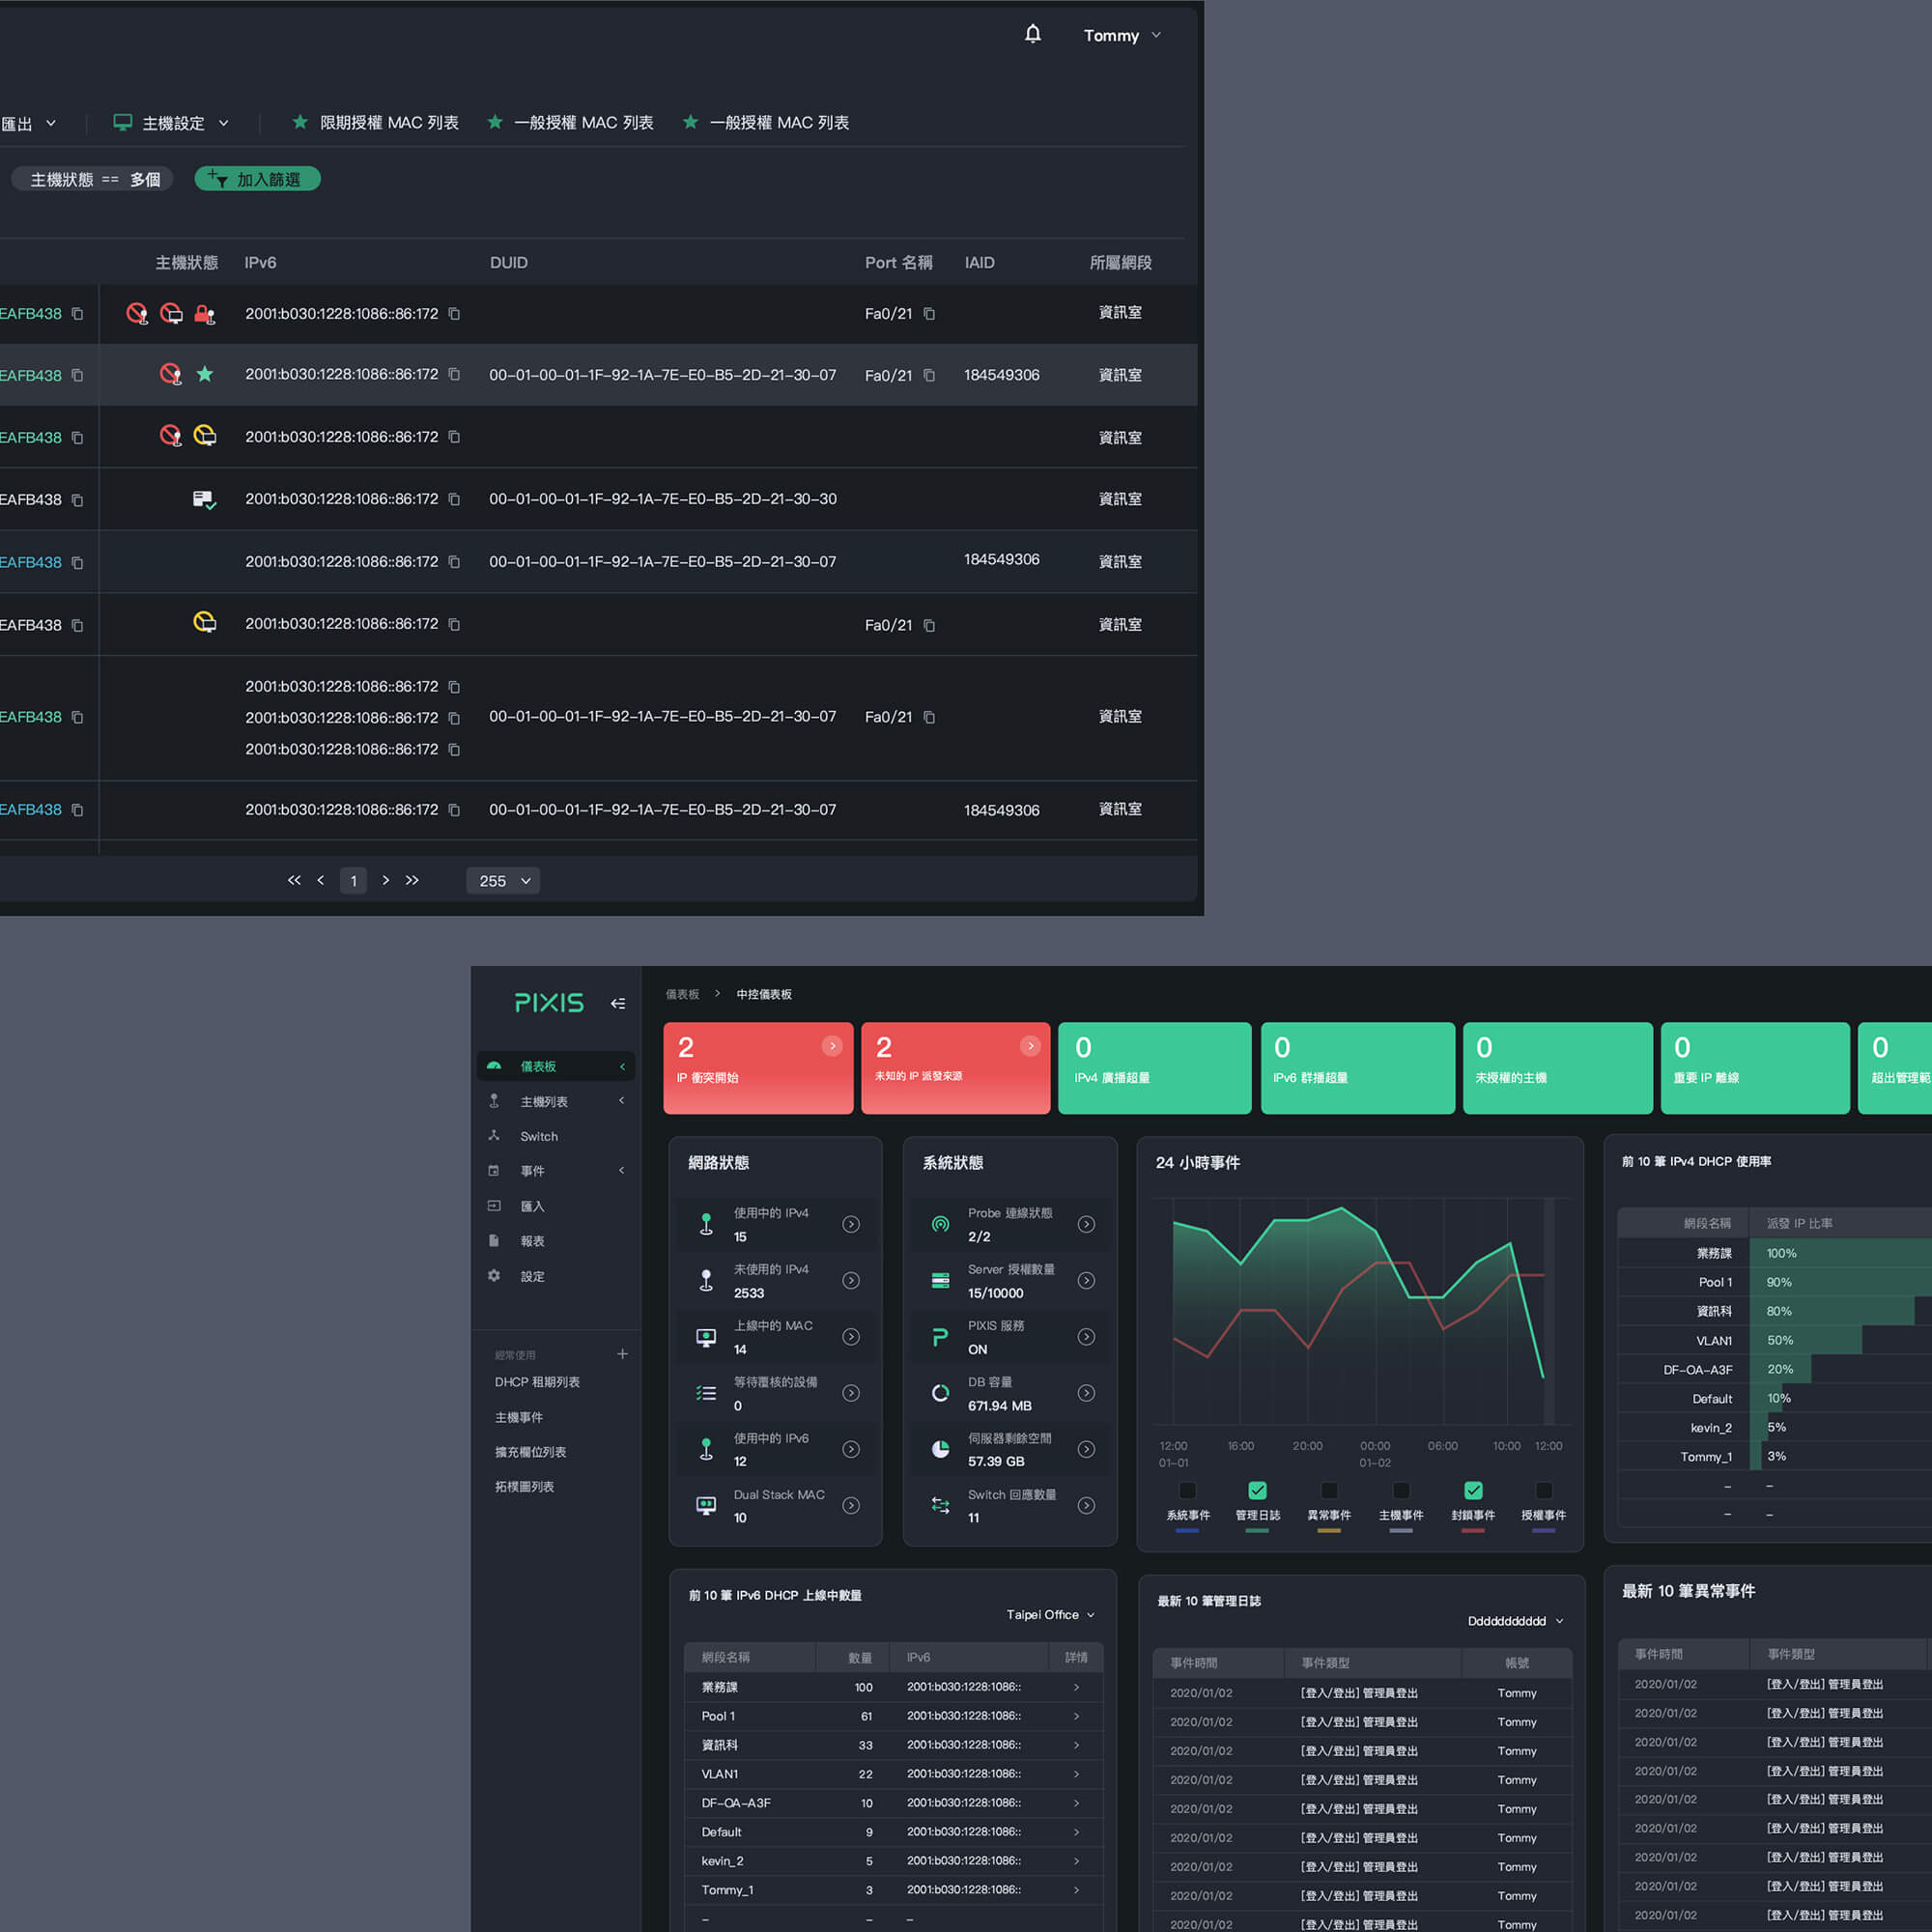 Tommy
匯出 主機設定 限期授權 MAC 列表 一般授權 MAC 列表 一般授權 MAC 列表
主機狀態 == 多個 加入篩選
主機狀態 IPv6 DUID Port 名稱 IAID 所屬網段
EAFB438 2001:b030:1228:1086::86:172 Fa0/21 資訊室
EAFB438 2001:b030:1228:1086::86:172 00-01-00-01-1F-92-1A-7E-E0-B5-2D-21-30-07 Fa0/21 184549306 資訊室
EAFB438 2001:b030:1228:1086::86:172 資訊室
EAFB438 2001:b030:1228:1086::86:172 00-01-00-01-1F-92-1A-7E-E0-B5-2D-21-30-30 資訊室
EAFB438 2001:b030:1228:1086::86:172 00-01-00-01-1F-92-1A-7E-E0-B5-2D-21-30-07 184549306 資訊室
EAFB438 2001:b030:1228:1086::86:172 Fa0/21 資訊室
2001:b030:1228:1086::86:172
EAFB438 2001:b030:1228:1086::86:172 00-01-00-01-1F-92-1A-7E-E0-B5-2D-21-30-07 Fa0/21 資訊室
2001:b030:1228:1086::86:172
EAFB438 2001:b030:1228:1086::86:172 00-01-00-01-1F-92-1A-7E-E0-B5-2D-21-30-07 184549306 資訊室
<< < 1 > >> 255
PIXIS
儀表板
主機列表
Switch
事件
匯入
報表
設定
經常使用 +
DHCP 租期列表
主機事件
擴充欄位列表
拓樸圖列表
儀表板 > 中控儀表板
2
IP 衝突開始
2
未知的 IP 派發來源
0
IPv4 廣播超量
0
IPv6 群播超量
0
未授權的主機
0
重要 IP 離線
0
超出管理範
網路狀態
使用中的 IPv4
15
未使用的 IPv4
2533
上線中的 MAC
14
等待覆核的設備
0
使用中的 IPv6
12
Dual Stack MAC
10
系統狀態
Probe 連線狀態
2/2
Server 授權數量
15/10000
PIXIS 服務
ON
DB 容量
671.94 MB
伺服器剩餘空間
57.39 GB
Switch 回應數量
11
24 小時事件
12:00 16:00 20:00 00:00 06:00 10:00 12:00
01-01 01-02
系統事件 管理日誌 異常事件 主機事件 封鎖事件 授權事件
前 10 筆 IPv4 DHCP 使用率
網段名稱 派發 IP 比率
業務課 100%
Pool 1 90%
資訊科 80%
VLAN1 50%
DF-OA-A3F 20%
Default 10%
kevin_2 5%
Tommy_1 3%
- -
- -
前 10 筆 IPv6 DHCP 上線中數量
Taipei Office
網段名稱 數量 IPv6 詳情
業務課 100 2001:b030:1228:1086::
Pool 1 61 2001:b030:1228:1086::
資訊科 33 2001:b030:1228:1086::
VLAN1 22 2001:b030:1228:1086::
DF-OA-A3F 10 2001:b030:1228:1086::
Default 9 2001:b030:1228:1086::
kevin_2 5 2001:b030:1228:1086::
Tommy_1 3 2001:b030:1228:1086::
- - -
最新 10 筆管理日誌
Dddddddddd
事件時間 事件類型 帳號
2020/01/02 [登入/登出] 管理員登出 Tommy
2020/01/02 [登入/登出] 管理員登出 Tommy
2020/01/02 [登入/登出] 管理員登出 Tommy
2020/01/02 [登入/登出] 管理員登出 Tommy
2020/01/02 [登入/登出] 管理員登出 Tommy
2020/01/02 [登入/登出] 管理員登出 Tommy
2020/01/02 [登入/登出] 管理員登出 Tommy
2020/01/02 [登入/登出] 管理員登出 Tommy
2020/01/02 [登入/登出] 管理員登出 Tommy
最新 10 筆異常事件
事件時間 事件類型
2020/01/02 [登入/登出] 管理員登出
2020/01/02 [登入/登出] 管理員登出
2020/01/02 [登入/登出] 管理員登出
2020/01/02 [登入/登出] 管理員登出
2020/01/02 [登入/登出] 管理員登出
2020/01/02 [登入/登出] 管理員登出
2020/01/02 [登入/登出] 管理員登出
2020/01/02 [登入/登出] 管理員登出
2020/01/02 [登入/登出] 管理員登出